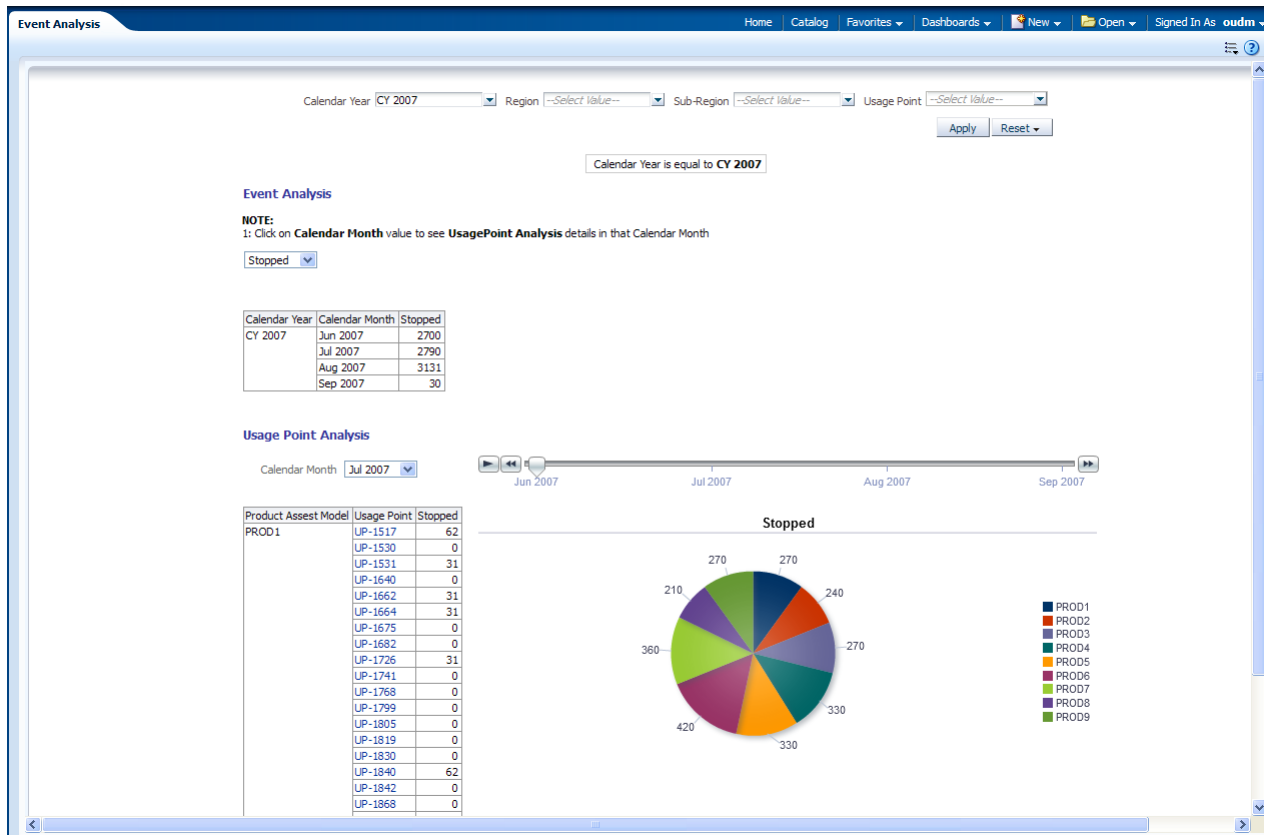 Event Analysis
Home Catalog Favorites Dashboards New Open Signed In As oudm
Calendar Year CY 2007 Region --Select Value-- Sub-Region --Select Value-- Usage Point --Select Value--
Apply Reset
Calendar Year is equal to CY 2007
Event Analysis
NOTE:
1: Click on Calendar Month value to see UsagePoint Analysis details in that Calendar Month
Stopped
Calendar Year Calendar Month Stopped
CY 2007 Jun 2007 2700
Jul 2007 2790
Aug 2007 3131
Sep 2007 30
Usage Point Analysis
Calendar Month Jul 2007
Jun 2007 Jul 2007 Aug 2007 Sep 2007
Product Assest Model Usage Point Stopped
PROD1 UP-1517 62
UP-1530 0
UP-1531 31
UP-1640 0
UP-1662 31
UP-1664 31
UP-1675 0
UP-1682 0
UP-1726 31
UP-1741 0
UP-1768 0
UP-1799 0
UP-1805 0
UP-1819 0
UP-1830 0
UP-1840 62
UP-1842 0
UP-1868 0
Stopped
270 270
210 240
360 270
330
420
330
PROD1
PROD2
PROD3
PROD4
PROD5
PROD6
PROD7
PROD8
PROD9